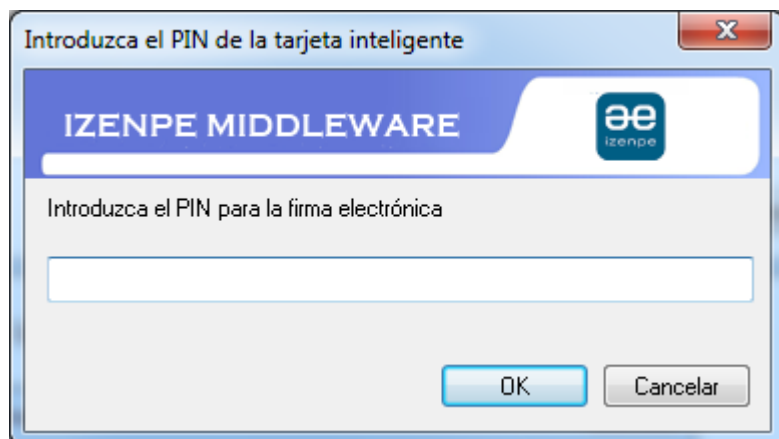 Introduzca el PIN de la tarjeta inteligente
IZENPE MIDDLEWARE
izenpe
Introduzca el PIN para la firma electrónica
OK
Cancelar